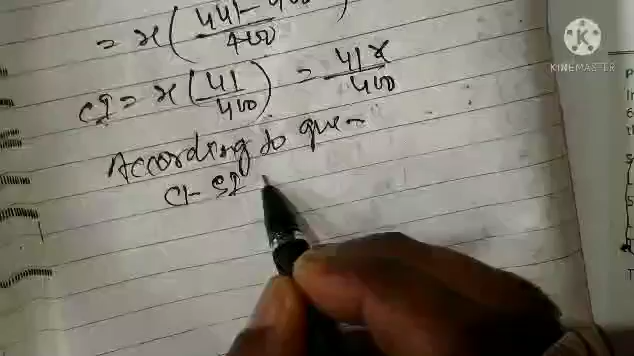 = x(441-400/400)
CI = x(41/400) = 41x/400
According to que-
CI- SI
K
KINEMASTER